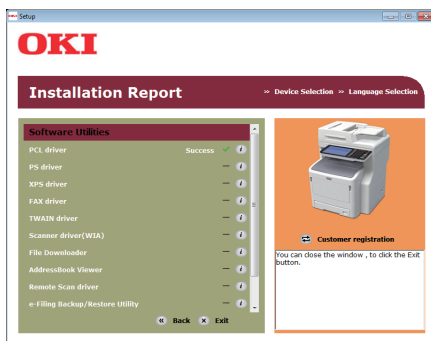 OKI Setup
OKI
Installation Report
» Device Selection » Language Selection
Software Utilities
PCL driver Success
PS driver
XPS driver
FAX driver
TWAIN driver
Scanner driver(WIA)
File Downloader
AddressBook Viewer
Remote Scan driver
e-Filing Backup/Restore Utility
Back Exit
Customer registration
You can close the window , to click the Exit
button.